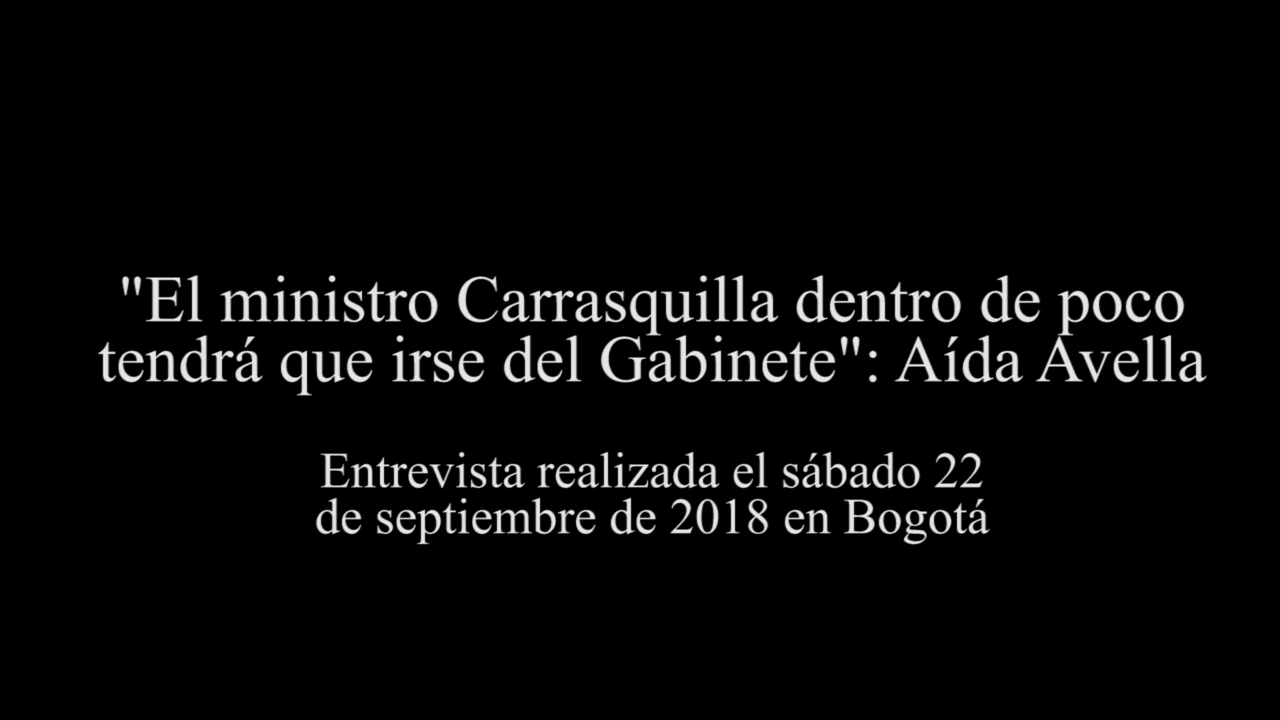 "El ministro Carrasquilla dentro de poco
tendrá que irse del Gabinete": Aída Avella
Entrevista realizada el sábado 22
de septiembre de 2018 en Bogotá